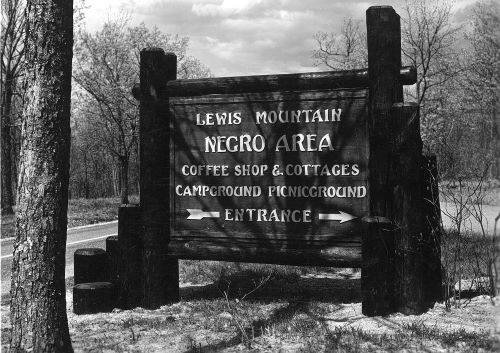 LEWIS MOUNTAIN
NEGRO AREA
COFFEE SHOP & COTTAGES
CAMPGROUND PICNICGROUND
ENTRANCE